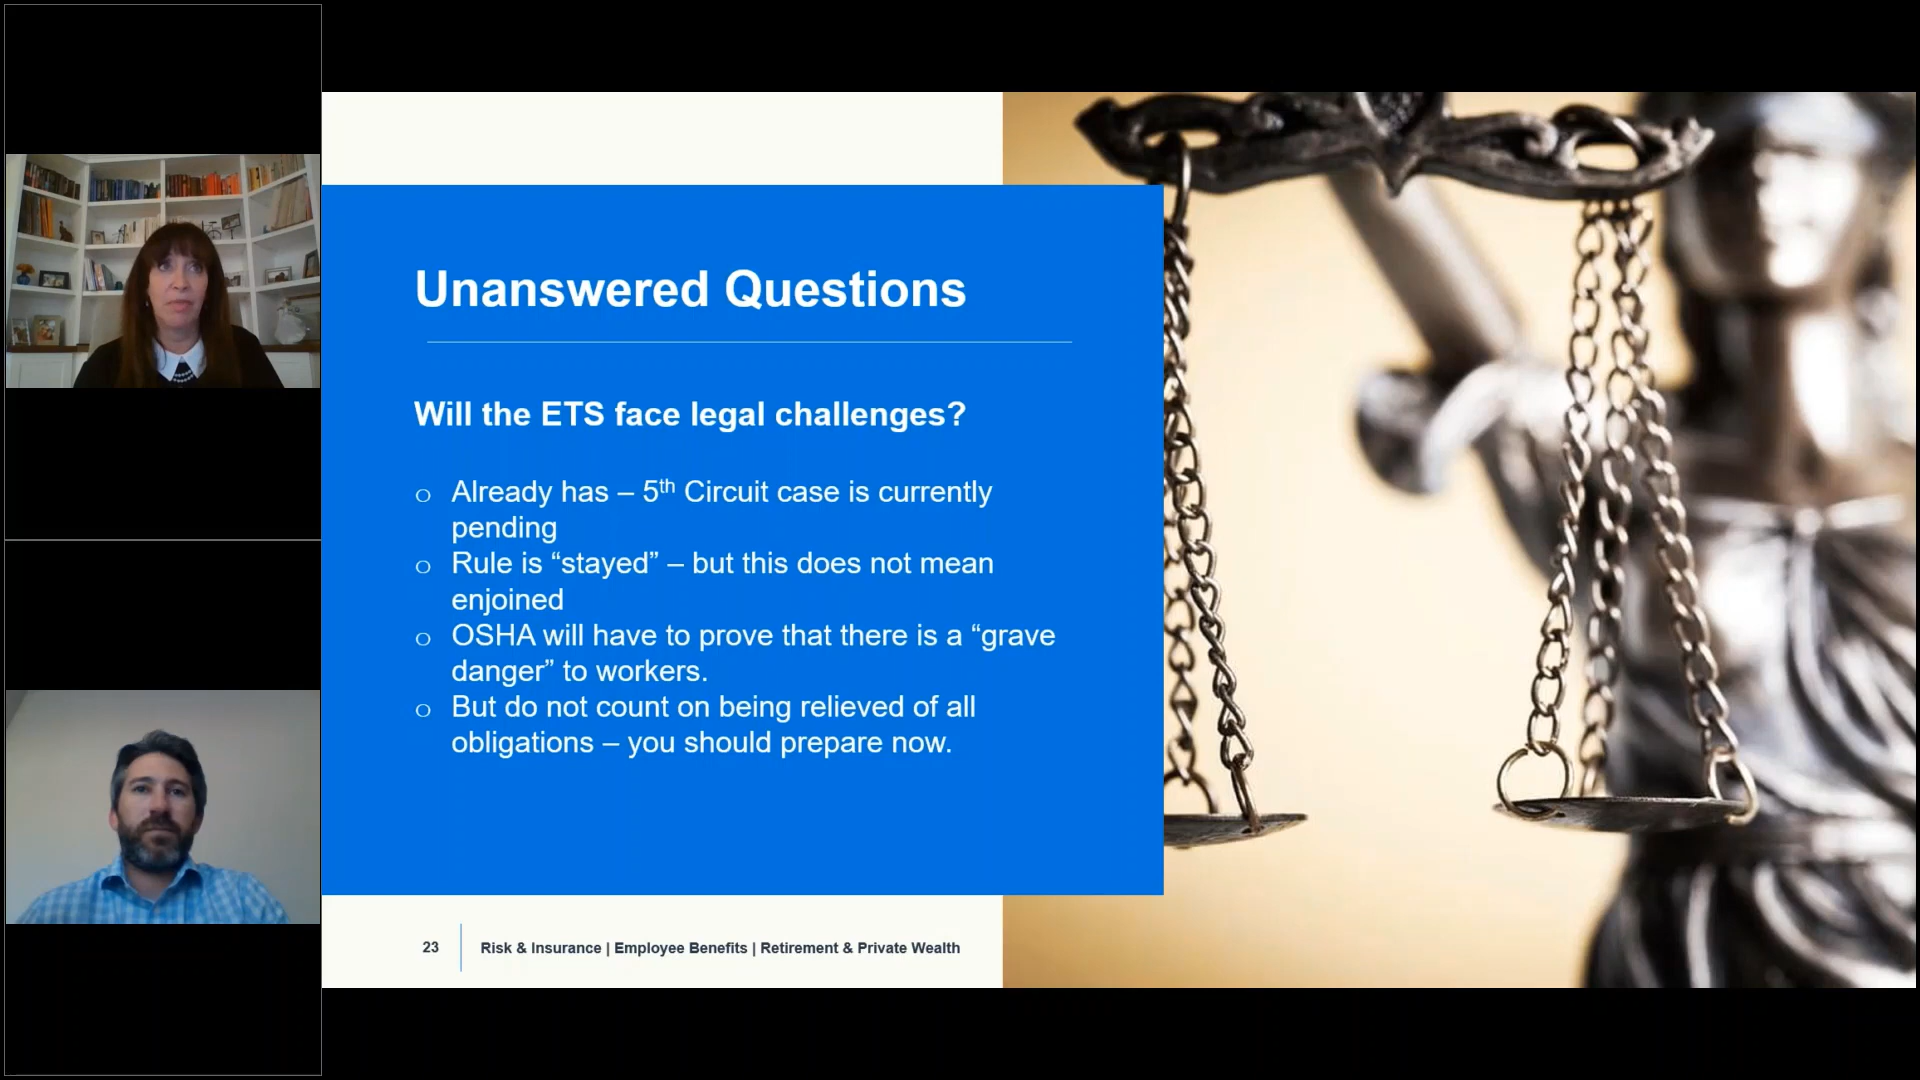 Unanswered Questions
Will the ETS face legal challenges?
o Already has – 5th Circuit case is currently
pending
o Rule is “stayed” – but this does not mean
enjoined
o OSHA will have to prove that there is a “grave
danger” to workers.
o But do not count on being relieved of all
obligations – you should prepare now.
23
Risk & Insurance | Employee Benefits | Retirement & Private Wealth